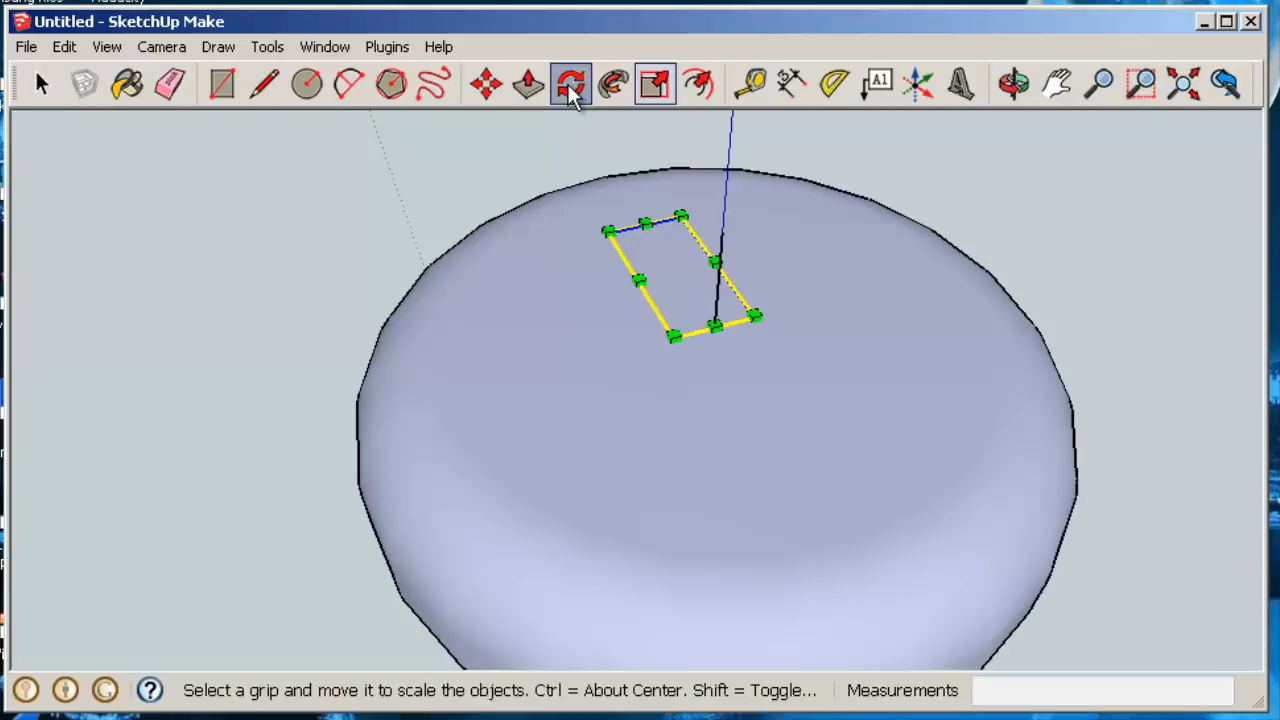 Untitled - SketchUp Make
File Edit View Camera Draw Tools Window Plugins Help
A1
Select a grip and move it to scale the objects. Ctrl = About Center. Shift = Toggle... Measurements